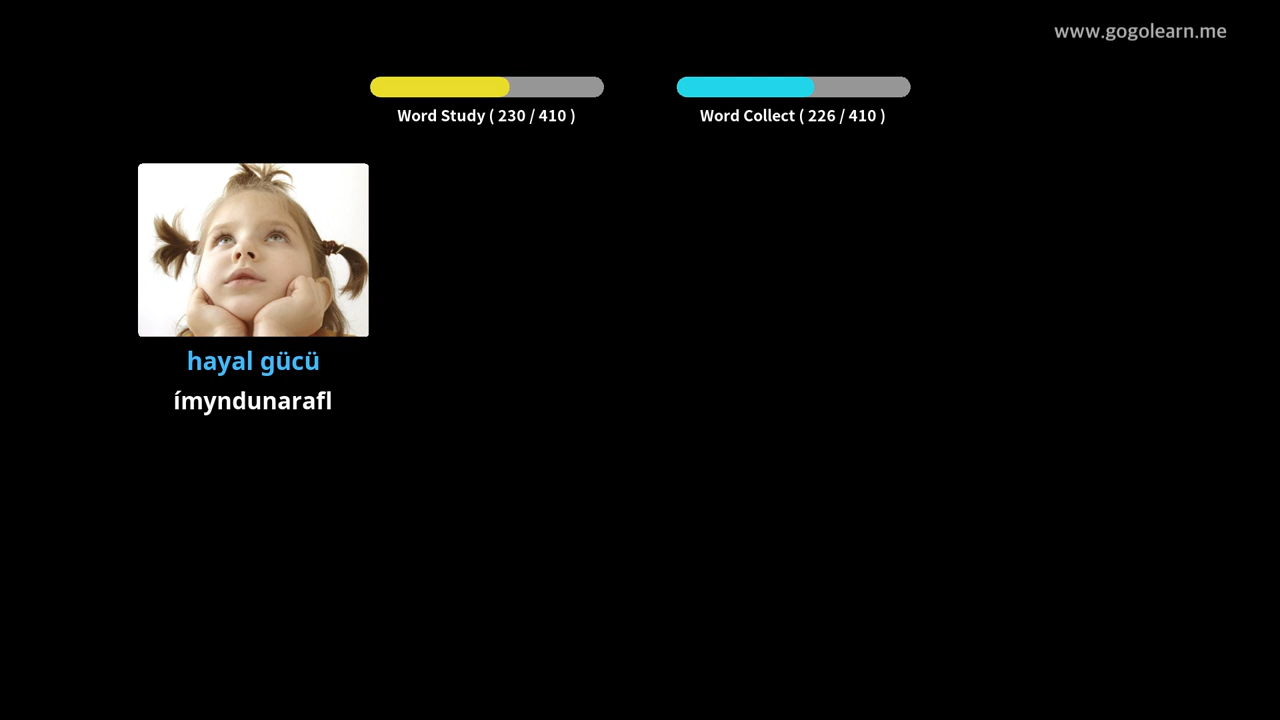 www.gogolearn.me
Word Study ( 230 / 410 )
Word Collect ( 226 / 410 )
hayal gücü
ímyndunarafl